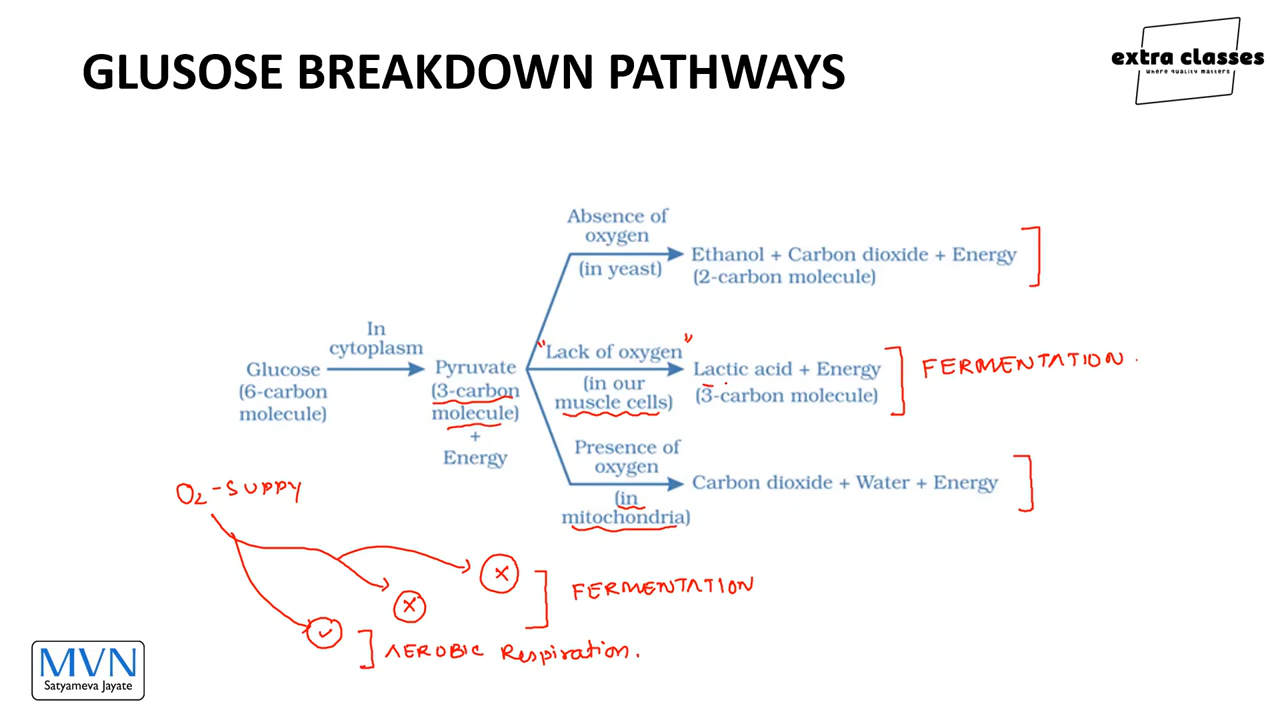 GLUSOSE BREAKDOWN PATHWAYS
extra classes
where quality matters
Absence of
oxygen
(in yeast)
Ethanol + Carbon dioxide + Energy
(2-carbon molecule)
In
cytoplasm
Glucose
(6-carbon
molecule)
Pyruvate
(3-carbon
molecule)
+
Energy
"Lack of oxygen"
(in our
muscle cells)
Lactic acid + Energy
(3-carbon molecule)
FERMENTATION.
Presence of
oxygen
(in
mitochondria)
Carbon dioxide + Water + Energy
O2-SUPPY
FERMENTATION
AEROBIC Respiration.
MVN
Satyameva Jayate